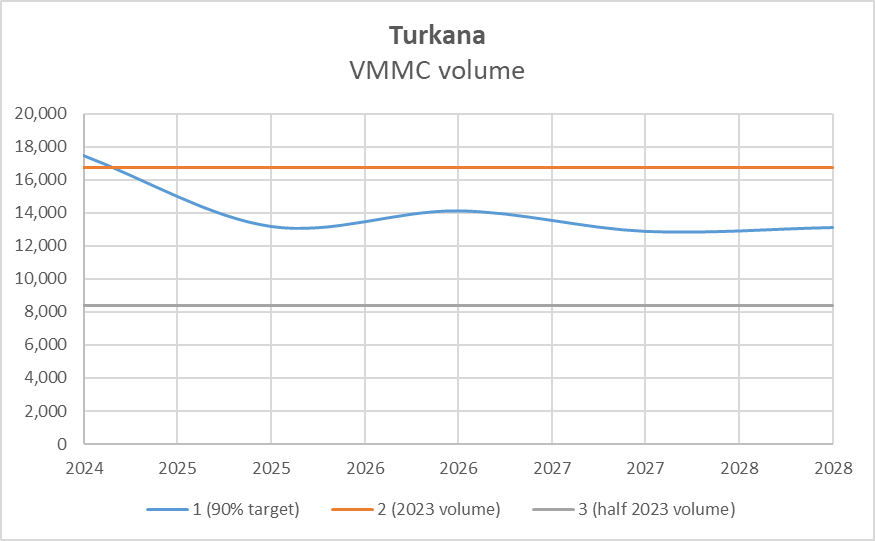 Turkana
VMMC volume
20,000
18,000
16,000
14,000
12,000
10,000
8,000
6,000
4,000
2,000
0
2024 2025 2025 2026 2026 2027 2027 2028 2028
1 (90% target) 2 (2023 volume) 3 (half 2023 volume)